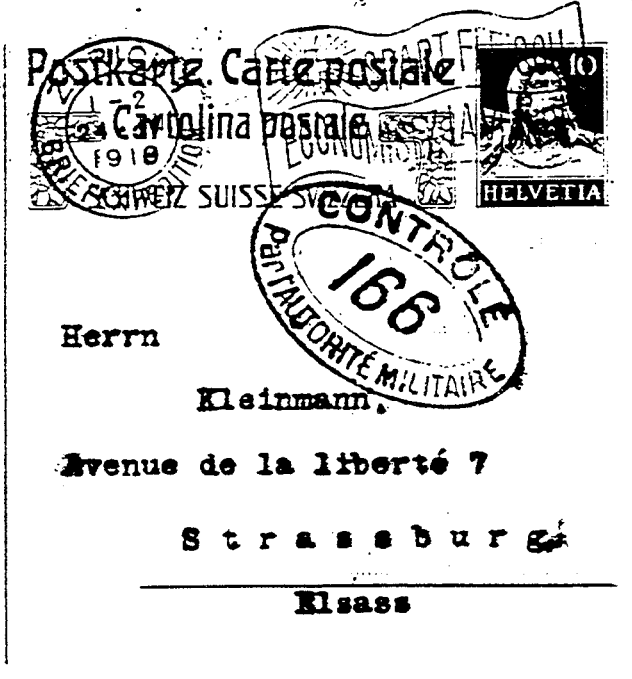 Postkarte. Carte postale
Cartolina postale
SCHWEIZ SUISSE SVIZZERA
1918
10
HELVETIA
CONTRÔLE
166
Par l'AUTORITÉ MILITAIRE
Herrn
Kleinmann.
Avenue de la liberté 7
Strassburg
Elsass